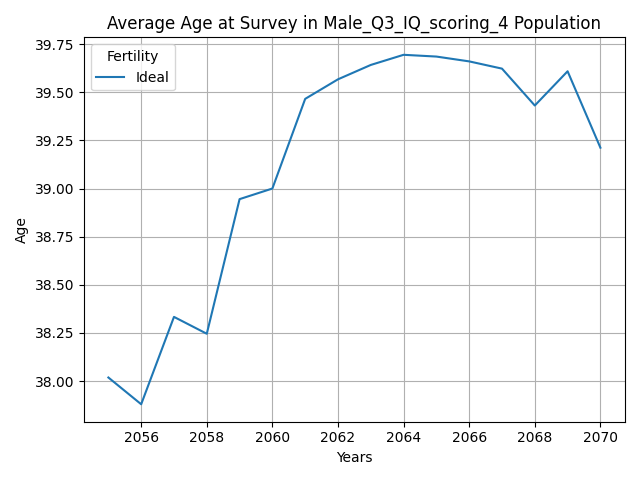 Average Age at Survey in Male_Q3_IQ_scoring_4 Population
Fertility
Ideal
39.75
39.50
39.25
39.00
38.75
38.50
38.25
38.00
Age
2056 2058 2060 2062 2064 2066 2068 2070
Years